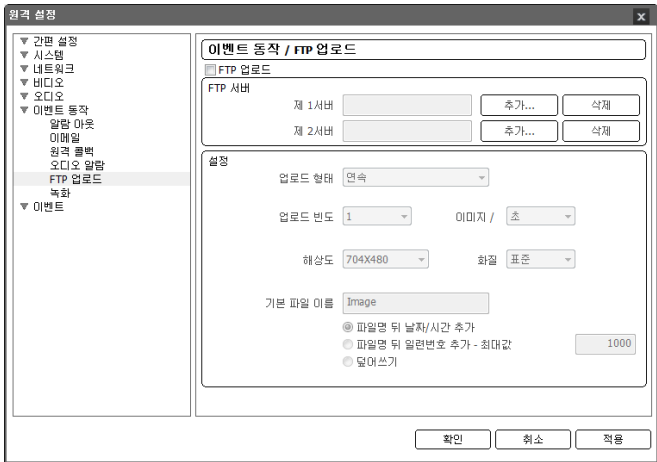 원격 설정
간편 설정
시스템
네트워크
비디오
오디오
이벤트 동작
알람 아웃
이메일
원격 콜백
오디오 알람
FTP 업로드
녹화
이벤트
이벤트 동작 / FTP 업로드
FTP 업로드
FTP 서버
제 1서버 추가... 삭제
제 2서버 추가... 삭제
설정
업로드 형태 연속
업로드 빈도 1 이미지 / 초
해상도 704X480 화질 표준
기본 파일 이름 Image
파일명 뒤 날짜/시간 추가
파일명 뒤 일련번호 추가 - 최대값 1000
덮어쓰기
확인 취소 적용